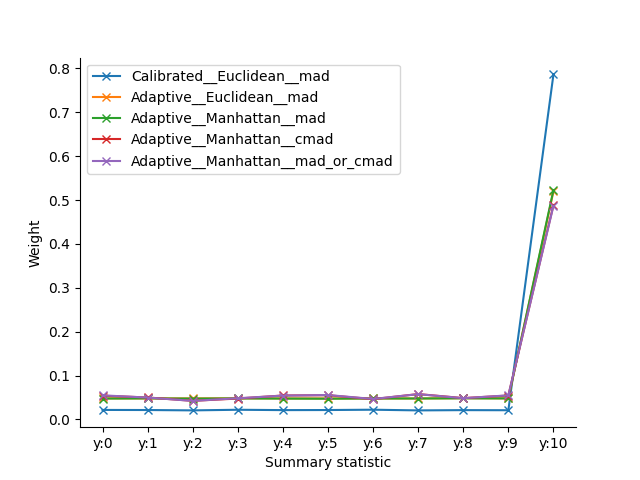 Calibrated__Euclidean__mad
Adaptive__Euclidean__mad
Adaptive__Manhattan__mad
Adaptive__Manhattan__cmad
Adaptive__Manhattan__mad_or_cmad
0.8
0.7
0.6
0.5
0.4
0.3
0.2
0.1
0.0
Weight
y:0 y:1 y:2 y:3 y:4 y:5 y:6 y:7 y:8 y:9 y:10
Summary statistic